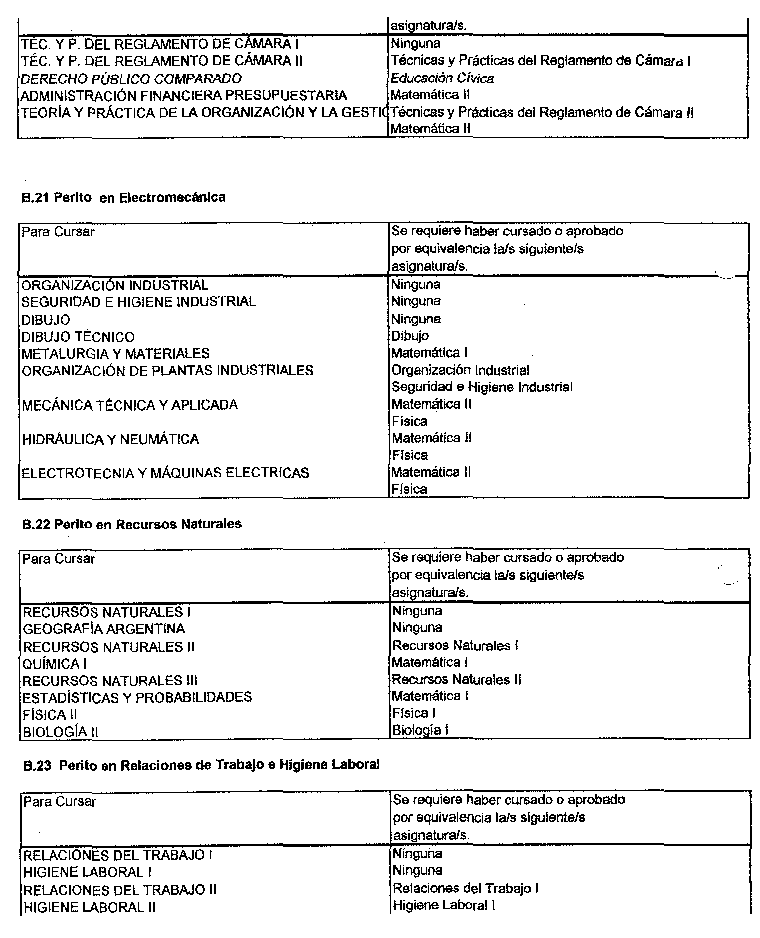 asignatura/s.
TÉC. Y P. DEL REGLAMENTO DE CÁMARA I Ninguna
TÉC. Y P. DEL REGLAMENTO DE CÁMARA II Técnicas y Prácticas del Reglamento de Cámara I
DERECHO PÚBLICO COMPARADO Educación Cívica
ADMINISTRACIÓN FINANCIERA PRESUPUESTARIA Matemática II
TEORÍA Y PRÁCTICA DE LA ORGANIZACIÓN Y LA GESTIÓ Técnicas y Prácticas del Reglamento de Cámara II
Matemática II
B.21 Perito en Electromecánica
Para Cursar Se requiere haber cursado o aprobado
por equivalencia la/s siguiente/s
asignatura/s.
ORGANIZACIÓN INDUSTRIAL Ninguna
SEGURIDAD E HIGIENE INDUSTRIAL Ninguna
DIBUJO Ninguna
DIBUJO TÉCNICO Dibujo
METALURGIA Y MATERIALES Matemática I
ORGANIZACIÓN DE PLANTAS INDUSTRIALES Organización Industrial
Seguridad e Higiene Industrial
MECÁNICA TÉCNICA Y APLICADA Matemática II
Física
HIDRÁULICA Y NEUMÁTICA Matemática II
Física
ELECTROTECNIA Y MÁQUINAS ELECTRICAS Matemática II
Física
B.22 Perito en Recursos Naturales
Para Cursar Se requiere haber cursado o aprobado
por equivalencia la/s siguiente/s
asignatura/s.
RECURSOS NATURALES I Ninguna
GEOGRAFÍA ARGENTINA Ninguna
RECURSOS NATURALES II Recursos Naturales I
QUÍMICA I Matemática I
RECURSOS NATURALES III Recursos Naturales II
ESTADÍSTICAS Y PROBABILIDADES Matemática I
FÍSICA II Física I
BIOLOGÍA II Biología I
B.23 Perito en Relaciones de Trabajo e Higiene Laboral
Para Cursar Se requiere haber cursado o aprobado
por equivalencia la/s siguiente/s
asignatura/s.
RELACIONES DEL TRABAJO I Ninguna
HIGIENE LABORAL I Ninguna
RELACIONES DEL TRABAJO II Relaciones del Trabajo I
HIGIENE LABORAL II Higiene Laboral I